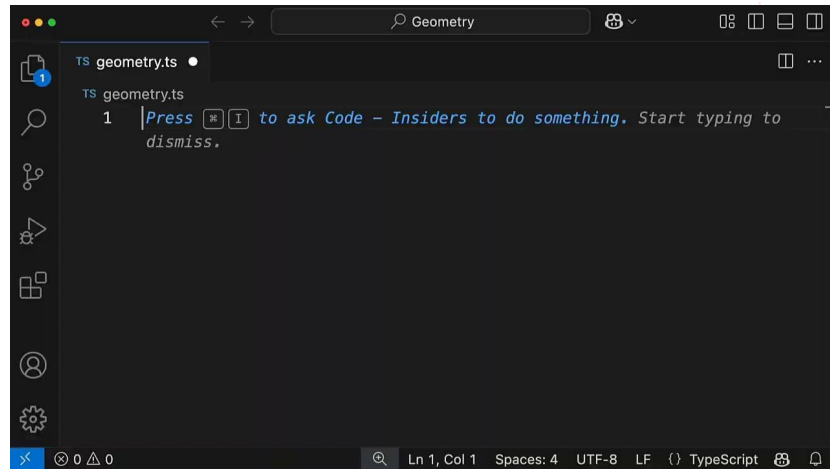 Geometry
TS geometry.ts
1
TS geometry.ts
1 Press ⌘ I to ask Code – Insiders to do something. Start typing to
dismiss.
0 0 Ln 1, Col 1 Spaces: 4 UTF-8 LF {} TypeScript